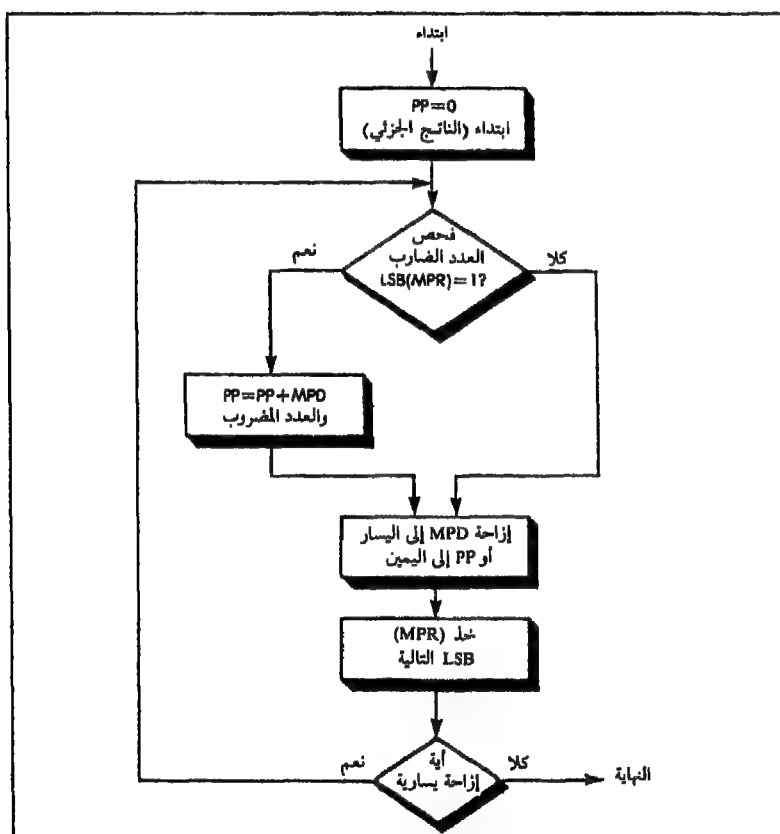 ابتداء
PP=0
ابتداء (الناتج الجزئي)
فحص
العدد الضارب
LSB(MPR)=1?
نعم
كلا
PP=PP+MPD
والعدد المضروب
إزاحة MPD إلى اليسار
أو PP إلى اليمين
خذ (MPR)
LSB التالية
أية
إزاحة يسارية
نعم
كلا
النهاية